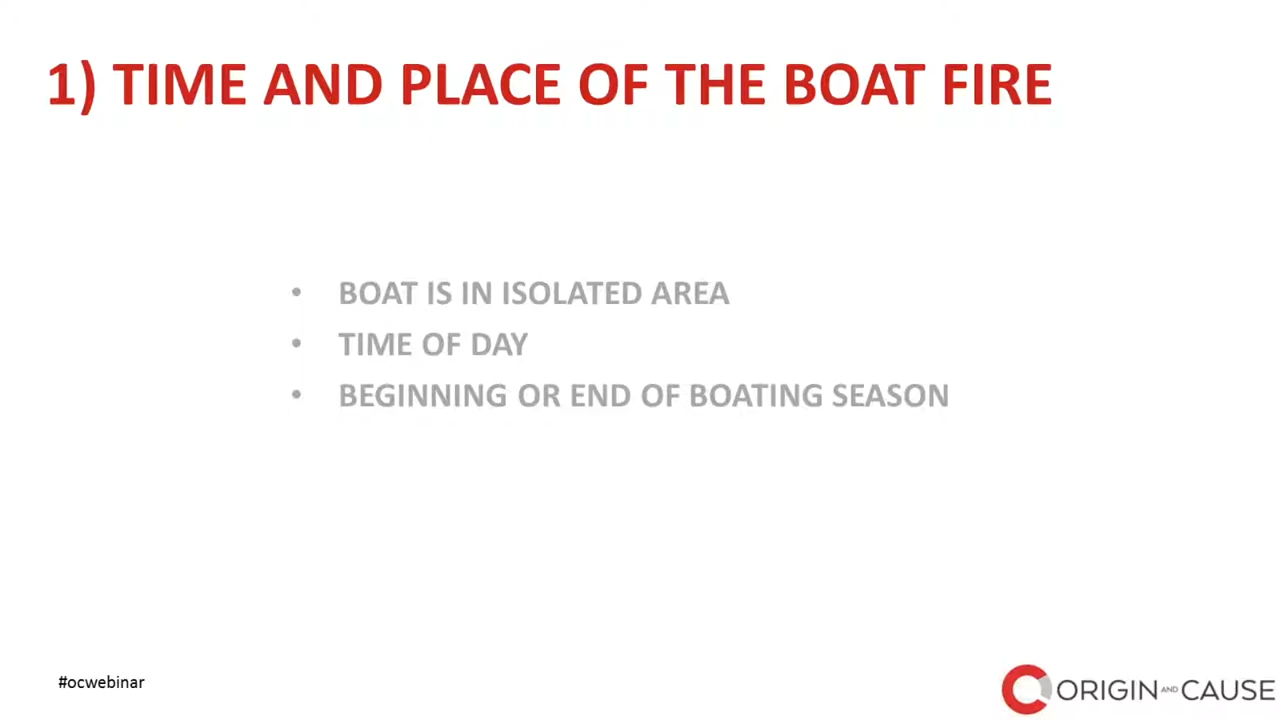 1) TIME AND PLACE OF THE BOAT FIRE
• BOAT IS IN ISOLATED AREA
• TIME OF DAY
• BEGINNING OR END OF BOATING SEASON
#ocwebinar
ORIGIN AND CAUSE